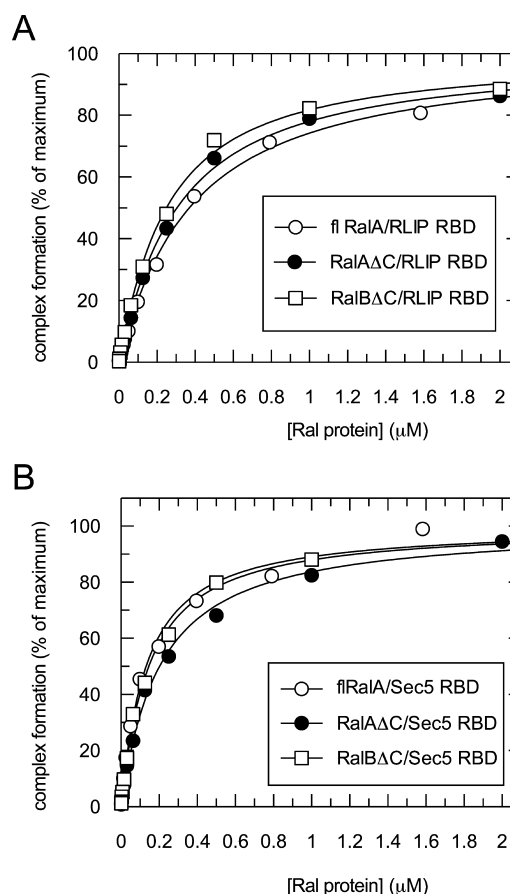 A
complex formation (% of maximum)
100
80
60
40
20
0
fl RalA/RLIP RBD
RalAΔC/RLIP RBD
RalBΔC/RLIP RBD
0 0.2 0.4 0.6 0.8 1 1.2 1.4 1.6 1.8 2
[Ral protein] (μM)
B
complex formation (% of maximum)
100
80
60
40
20
0
flRalA/Sec5 RBD
RalAΔC/Sec5 RBD
RalBΔC/Sec5 RBD
0 0.2 0.4 0.6 0.8 1 1.2 1.4 1.6 1.8 2
[Ral protein] (μM)